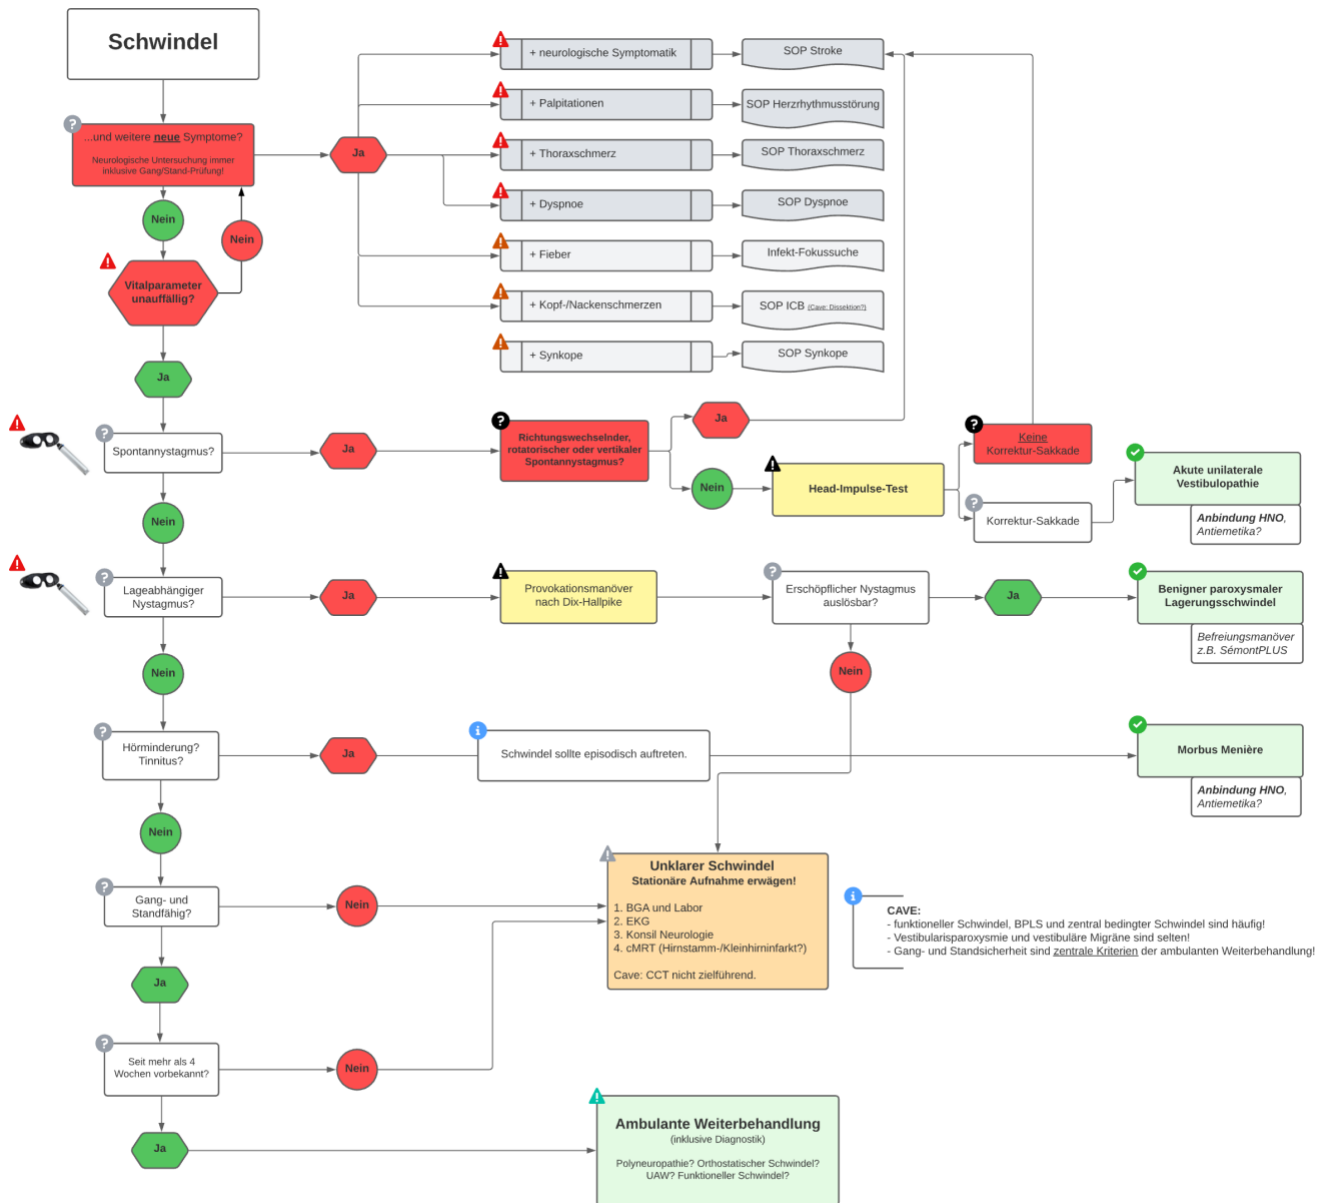 Schwindel
...und weitere neue Symptome?
Neurologische Untersuchung immer
inklusive Gang/Stand-Prüfung!
Ja
+ neurologische Symptomatik
SOP Stroke
+ Palpitationen
SOP Herzrhythmusstörung
+ Thoraxschmerz
SOP Thoraxschmerz
+ Dyspnoe
SOP Dyspnoe
+ Fieber
Infekt-Fokussuche
+ Kopf-/Nackenschmerzen
SOP ICB (Cave: Dissektion?)
+ Synkope
SOP Synkope
Nein
Nein
Vitalparameter
unauffällig?
Ja
Spontannystagmus?
Ja
Richtungswechselnder,
rotatorischer oder vertikaler
Spontannystagmus?
Ja
Nein
Head-Impulse-Test
Keine
Korrektur-Sakkade
Korrektur-Sakkade
Akute unilaterale
Vestibulopathie
Anbindung HNO,
Antiemetika?
Nein
Lageabhängiger
Nystagmus?
Ja
Provokationsmanöver
nach Dix-Hallpike
Erschöpflicher Nystagmus
auslösbar?
Ja
Benigner paroxysmaler
Lagerungsschwindel
Befreiungsmanöver
z.B. SémontPLUS
Nein
Nein
Hörminderung?
Tinnitus?
Ja
Schwindel sollte episodisch auftreten.
Morbus Menière
Anbindung HNO,
Antiemetika?
Nein
Gang- und
Standfähig?
Nein
Unklarer Schwindel
Stationäre Aufnahme erwägen!
1. BGA und Labor
2. EKG
3. Konsil Neurologie
4. cMRT (Hirnstamm-/Kleinhirninfarkt?)
Cave: CCT nicht zielführend.
CAVE:
- funktioneller Schwindel, BPLS und zentral bedingter Schwindel sind häufig!
- Vestibularisparoxysmie und vestibuläre Migräne sind selten!
- Gang- und Standsicherheit sind zentrale Kriterien der ambulanten Weiterbehandlung!
Ja
Seit mehr als 4
Wochen vorbekannt?
Nein
Ja
Ambulante Weiterbehandlung
(inklusive Diagnostik)
Polyneuropathie? Orthostatischer Schwindel?
UAW? Funktioneller Schwindel?